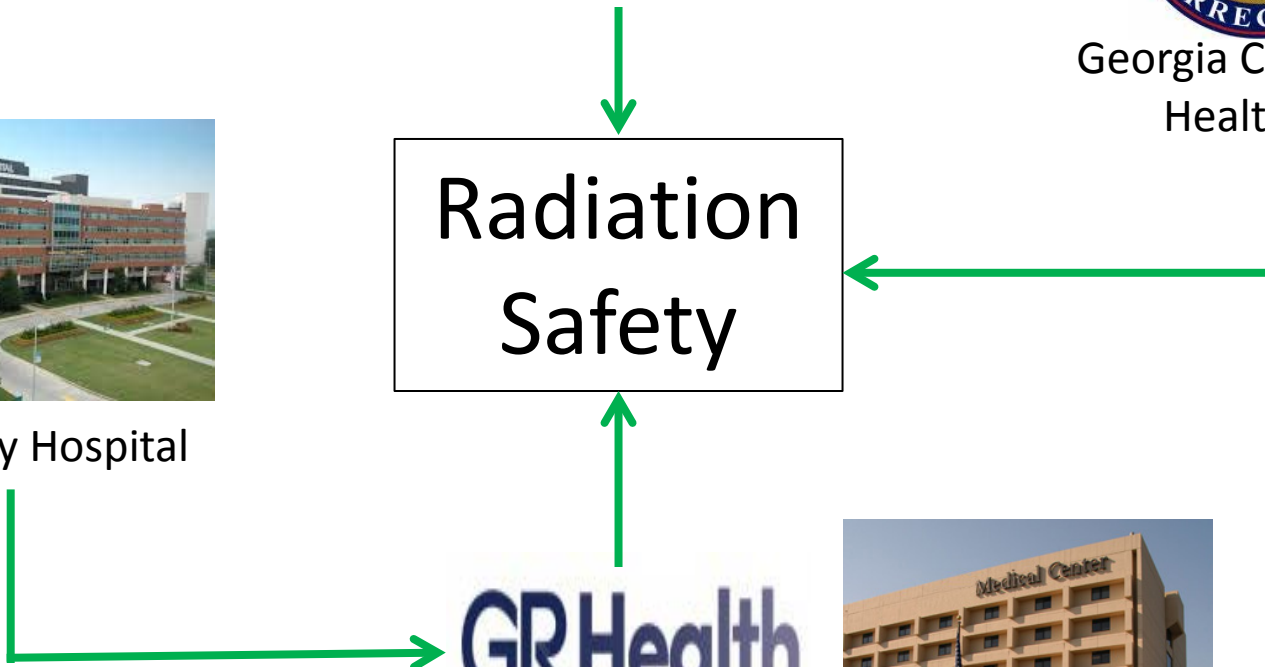 Georgia C
Healt
Radiation
Safety
y Hospital
GR Health
Medical Center